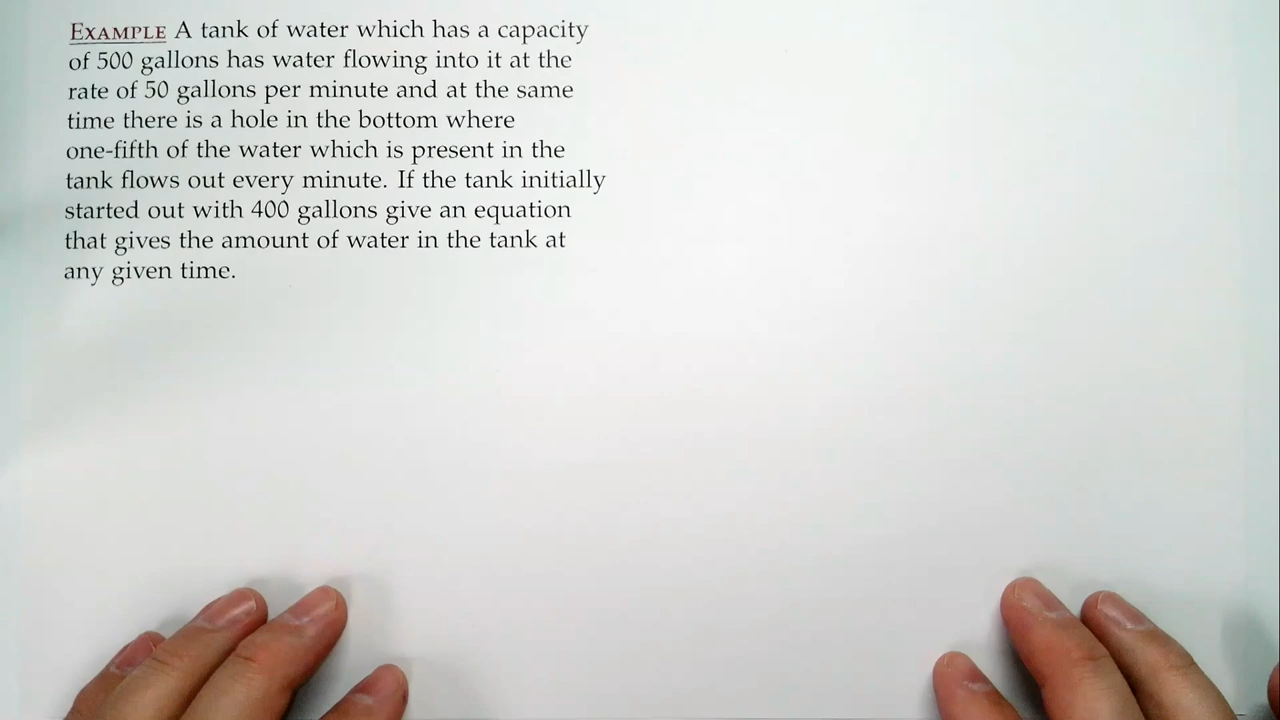 EXAMPLE A tank of water which has a capacity
of 500 gallons has water flowing into it at the
rate of 50 gallons per minute and at the same
time there is a hole in the bottom where
one-fifth of the water which is present in the
tank flows out every minute. If the tank initially
started out with 400 gallons give an equation
that gives the amount of water in the tank at
any given time.